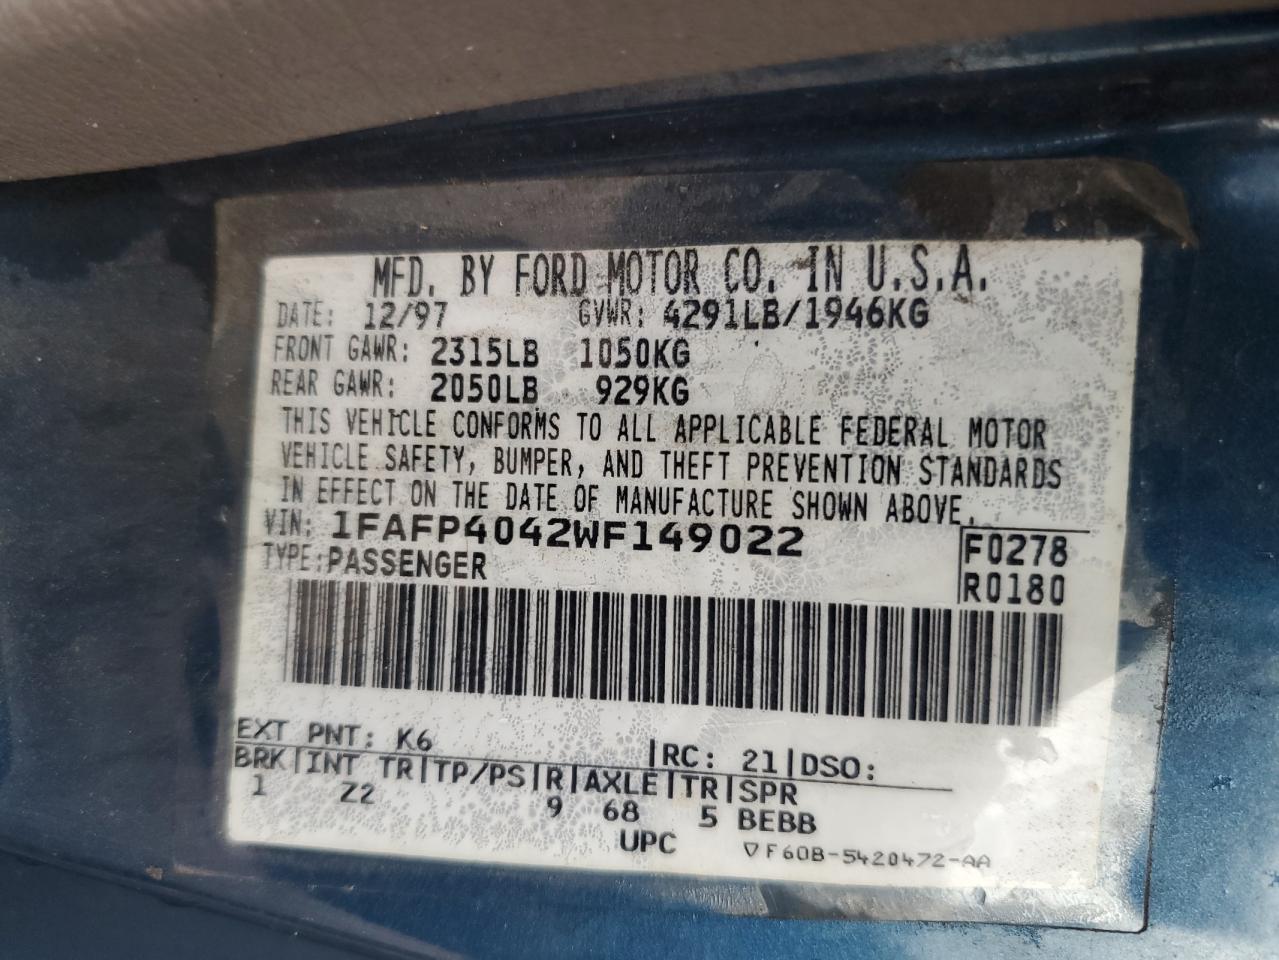 MFD. BY FORD MOTOR CO. IN U.S.A.
DATE: 12/97 GVWR: 4291LB/1946KG
FRONT GAWR: 2315LB 1050KG
REAR GAWR: 2050LB 929KG
THIS VEHICLE CONFORMS TO ALL APPLICABLE FEDERAL MOTOR
VEHICLE SAFETY, BUMPER, AND THEFT PREVENTION STANDARDS
IN EFFECT ON THE DATE OF MANUFACTURE SHOWN ABOVE.
VIN: 1FAFP4042WF149022
TYPE: PASSENGER
F0278
R0180
EXT PNT: K6 |RC: 21|DSO:
BRK|INT TR|TP/PS|R|AXLE|TR|SPR
1 Z2 9 68 5 BEBB
UPC ▽F60B-5420472-AA